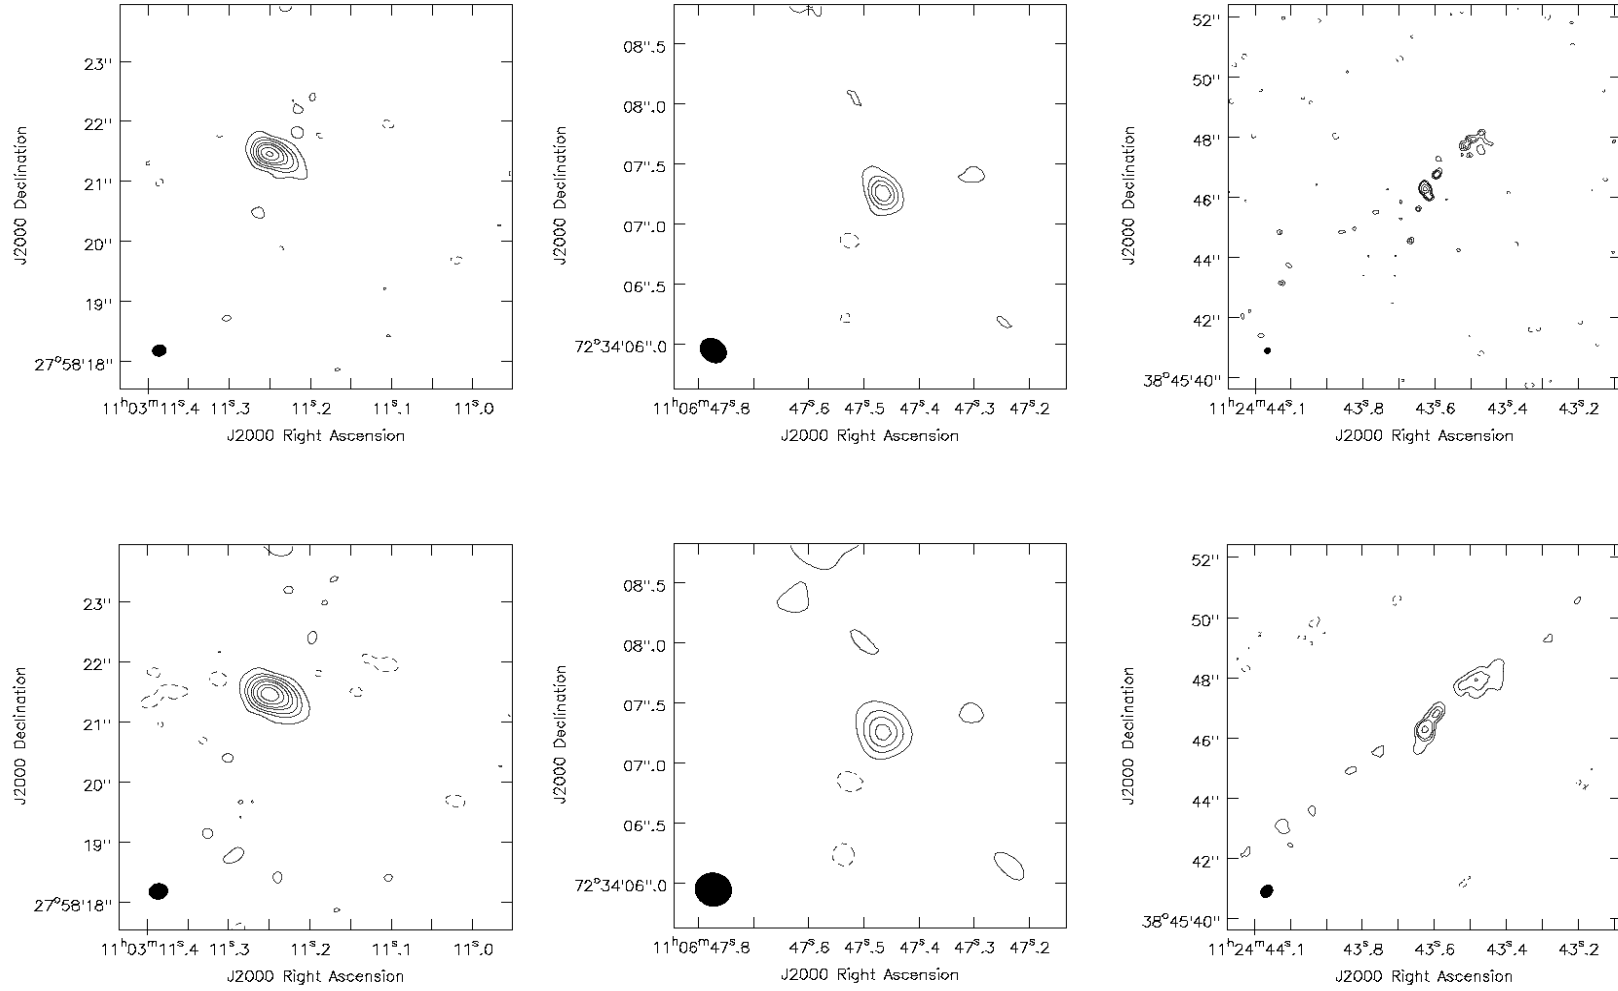 23''
22''
21''
20''
19''
27°58'18''
J2000 Declination
11ʰ03ᵐ11ˢ.4 11ˢ.3 11ˢ.2 11ˢ.1 11ˢ.0
J2000 Right Ascension
08''.5
08''.0
07''.5
07''.0
06''.5
72°34'06''.0
J2000 Declination
11ʰ06ᵐ47ˢ.8 47ˢ.5 47ˢ.4 47ˢ.3 47ˢ.2
J2000 Right Ascension
52''
50''
48''
46''
44''
42''
38°45'40''
J2000 Declination
11ʰ24ᵐ44ˢ.1 43ˢ.8 43ˢ.6 43ˢ.4 43ˢ.2
J2000 Right Ascension
23''
22''
21''
20''
19''
27°58'18''
J2000 Declination
11ʰ03ᵐ11ˢ.4 11ˢ.3 11ˢ.2 11ˢ.1 11ˢ.0
J2000 Right Ascension
08''.5
08''.0
07''.5
07''.0
06''.5
72°34'06''.0
J2000 Declination
11ʰ06ᵐ47ˢ.8 47ˢ.5 47ˢ.4 47ˢ.3 47ˢ.2
J2000 Right Ascension
52''
50''
48''
46''
44''
42''
38°45'40''
J2000 Declination
11ʰ24ᵐ44ˢ.1 43ˢ.8 43ˢ.6 43ˢ.4 43ˢ.2
J2000 Right Ascension